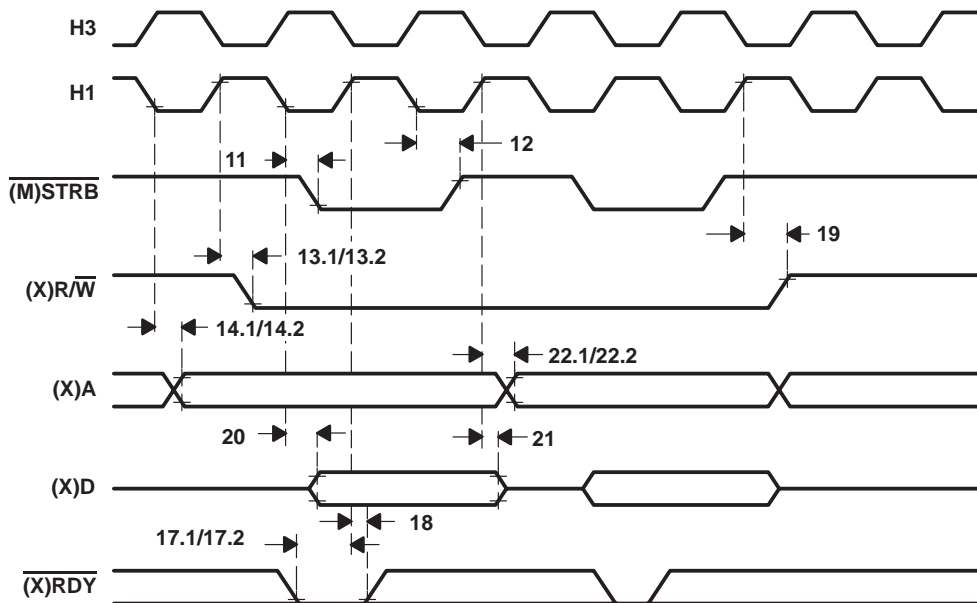 H3
H1
12
11
(M)STRB
19
13.1/13.2
(X)R/W
14.1/14.2
22.1/22.2
(X)A
20
21
(X)D
18
17.1/17.2
(X)RDY